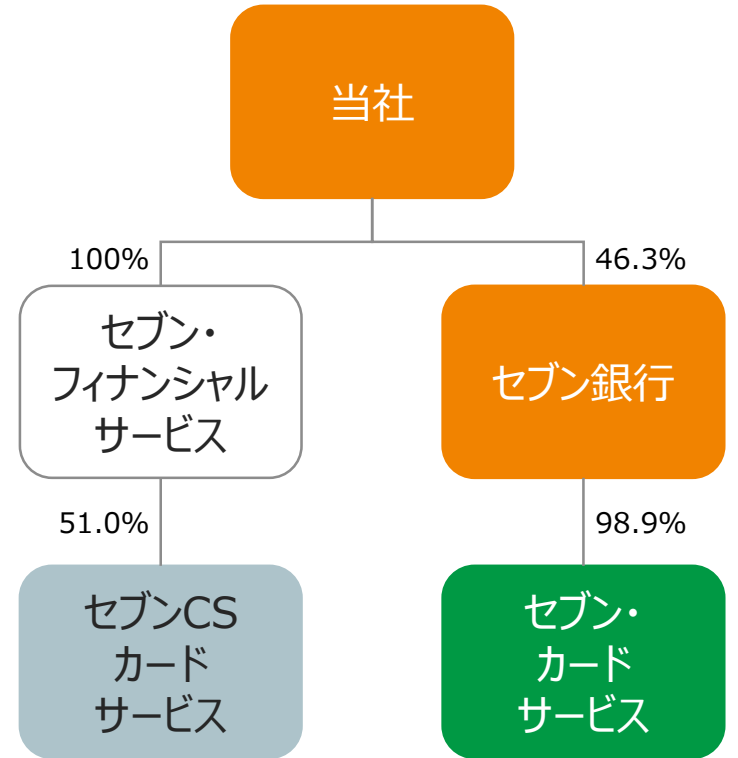 当社
100%
46.3%
セブン・
フィナンシャル
サービス
セブン銀行
51.0%
98.9%
セブンCS
カード
サービス
セブン・
カード
サービス